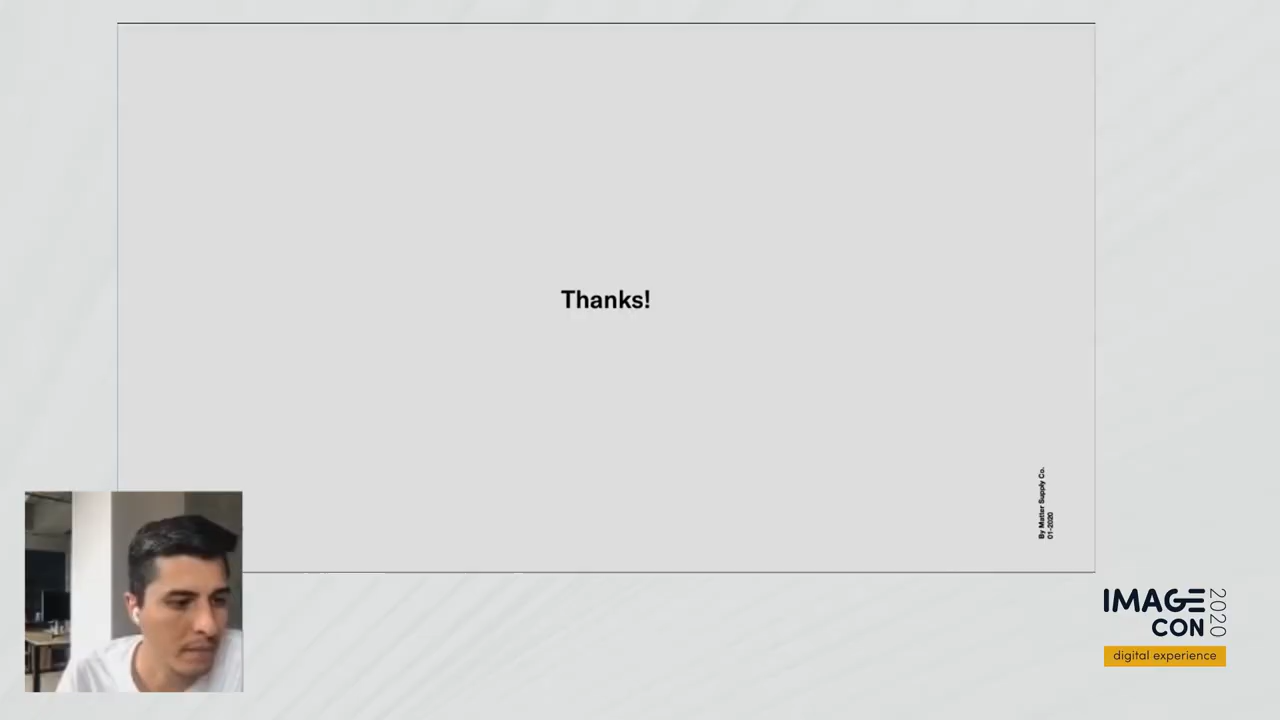 Thanks!
By Matter Supply Co.
01-2020
IMAGE
CON
2020
digital experience